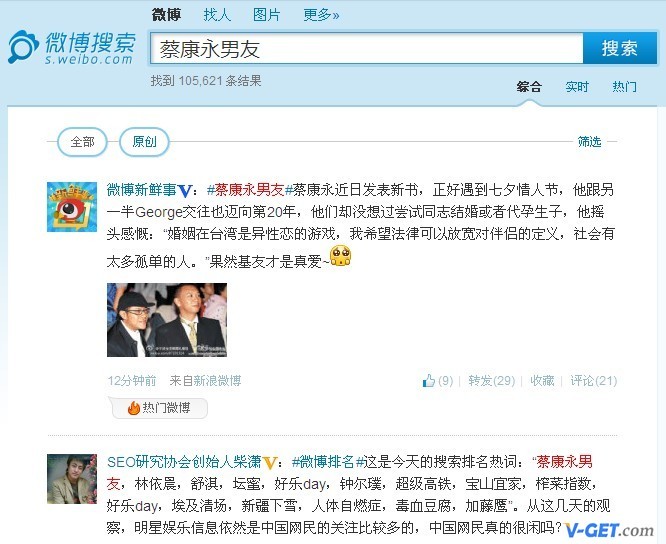 微博 找人 图片 更多»
微博搜索
s.weibo.com
蔡康永男友
搜索
找到 105,621 条结果
综合 实时 热门
全部 原创 筛选
微博新鲜事V：#蔡康永男友#蔡康永近日发表新书，正好遇到七夕情人节，他跟另
一半George交往也迈向第20年，他们却没想过尝试同志结婚或者代孕生子，他摇
头感慨：“婚姻在台湾是异性恋的游戏，我希望法律可以放宽对伴侣的定义，社会有
太多孤单的人。”果然基友才是真爱~
12分钟前 来自新浪微博 (9) | 转发(29) | 收藏 | 评论(21)
热门微博
SEO研究协会创始人柴潇V：#微博排名#这是今天的搜索排名热词：“蔡康永男
友，林依晨，舒淇，坛蜜，好乐day，钟尔璀，超级高铁，宝山宜家，榨菜指数，
好乐day，埃及清场，新疆下雪，人体自燃症，毒血豆腐，加藤鹰”。从这几天的观
察，明星娱乐信息依然是中国网民的关注比较多的，中国网民真的很闲吗？
V-GET.com